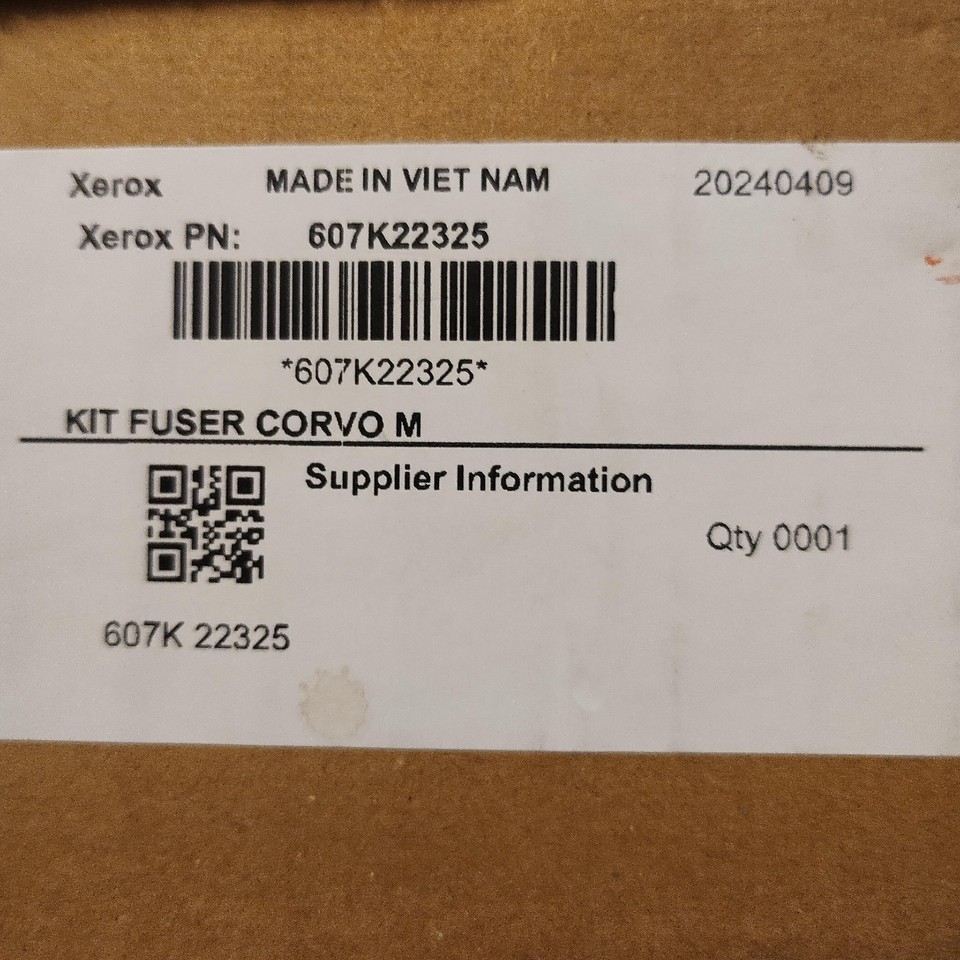 Xerox MADE IN VIET NAM 20240409
Xerox PN: 607K22325
*607K22325*
KIT FUSER CORVO M
Supplier Information
Qty 0001
607K 22325